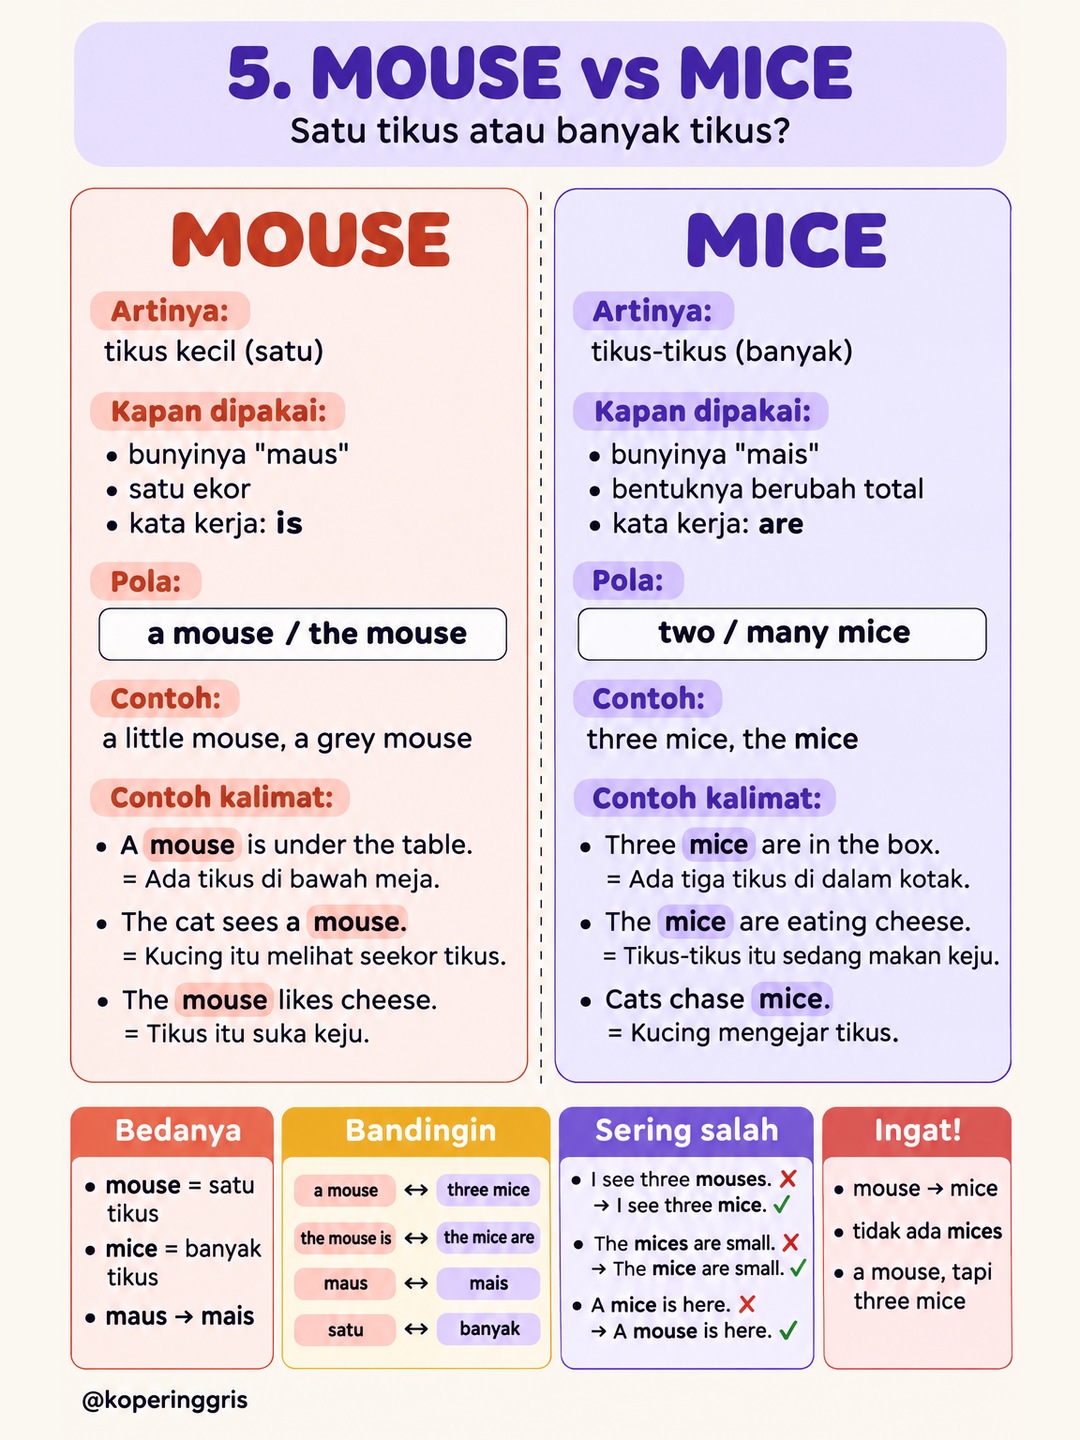 5. MOUSE vs MICE
Satu tikus atau banyak tikus?
MOUSE
Artinya:
tikus kecil (satu)
Kapan dipakai:
• bunyinya "maus"
• satu ekor
• kata kerja: is
Pola:
a mouse / the mouse
Contoh:
a little mouse, a grey mouse
Contoh kalimat:
• A mouse is under the table.
= Ada tikus di bawah meja.
• The cat sees a mouse.
= Kucing itu melihat seekor tikus.
• The mouse likes cheese.
= Tikus itu suka keju.
MICE
Artinya:
tikus-tikus (banyak)
Kapan dipakai:
• bunyinya "mais"
• bentuknya berubah total
• kata kerja: are
Pola:
two / many mice
Contoh:
three mice, the mice
Contoh kalimat:
• Three mice are in the box.
= Ada tiga tikus di dalam kotak.
• The mice are eating cheese.
= Tikus-tikus itu sedang makan keju.
• Cats chase mice.
= Kucing mengejar tikus.
Bedanya
• mouse = satu
tikus
• mice = banyak
tikus
• maus → mais
Bandingin
a mouse ↔ three mice
the mouse is ↔ the mice are
maus ↔ mais
satu ↔ banyak
Sering salah
• I see three mouses. ✗
→ I see three mice. ✓
• The mices are small. ✗
→ The mice are small. ✓
• A mice is here. ✗
→ A mouse is here. ✓
Ingat!
• mouse → mice
• tidak ada mices
• a mouse, tapi
three mice
@koperinggris